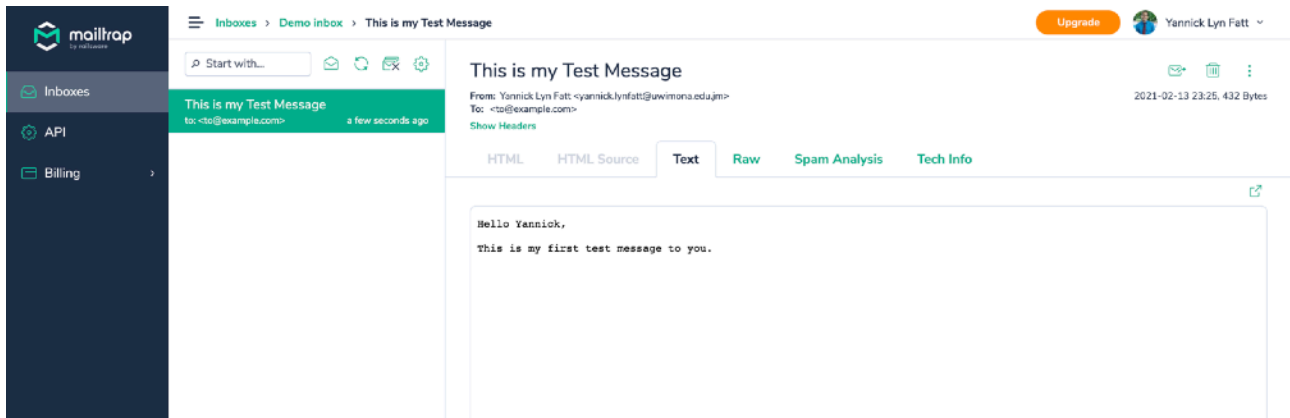 mailtrap
by railsware
Inboxes
API
Billing
Inboxes > Demo inbox > This is my Test Message
Upgrade
Yannick Lyn Fatt
Start with...
This is my Test Message
to: <to@example.com> a few seconds ago
This is my Test Message
From: Yannick Lyn Fatt <yannick.lynfatt@uwimona.edu.jm>
2021-02-13 23:25, 432 Bytes
To: <to@example.com>
Show Headers
HTML HTML Source Text Raw Spam Analysis Tech Info
Hello Yannick,
This is my first test message to you.